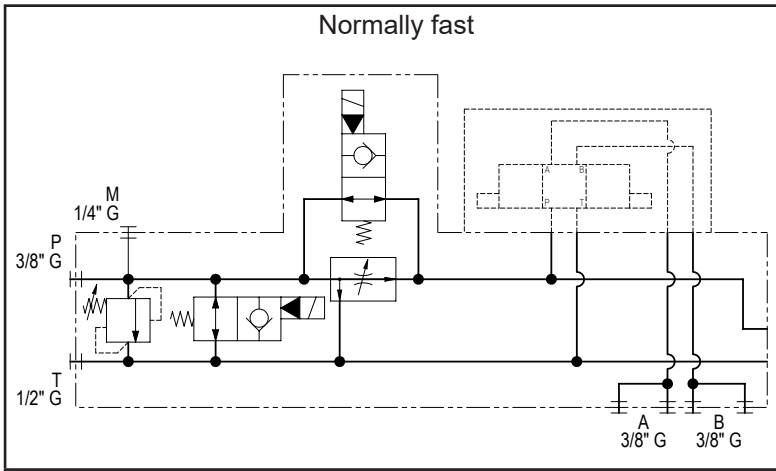 Normally fast
M
1/4" G
P
3/8" G
T
1/2" G
A
B
P
T
A
3/8" G
B
3/8" G